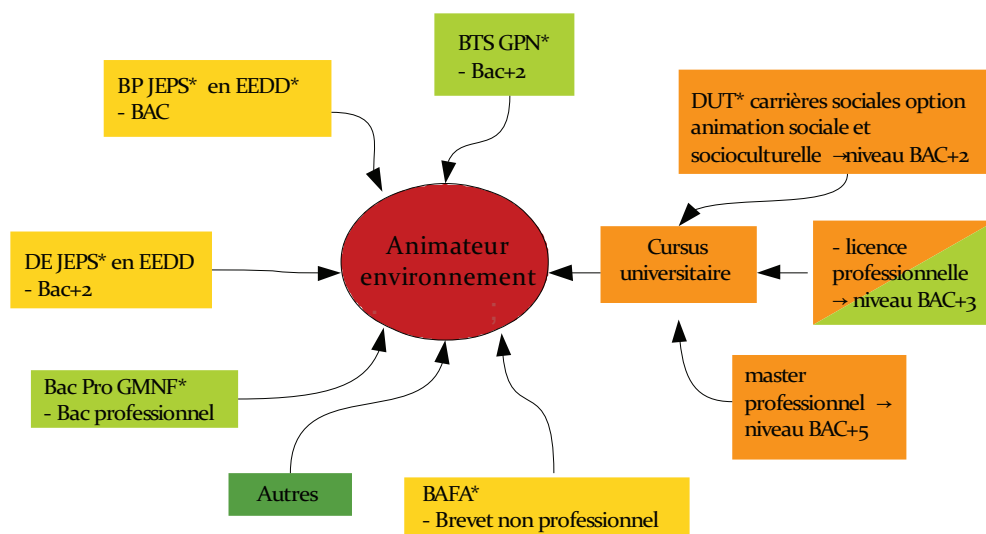 BTS GPN*
- Bac+2
BP JEPS* en EEDD*
- BAC
DUT* carrières sociales option
animation sociale et
socioculturelle →niveau BAC+2
Animateur
environnement
Cursus
universitaire
- licence
professionnelle
→ niveau BAC+3
DE JEPS* en EEDD
- Bac+2
Bac Pro GMNF*
- Bac professionnel
master
professionnel →
niveau BAC+5
Autres
BAFA*
- Brevet non professionnel